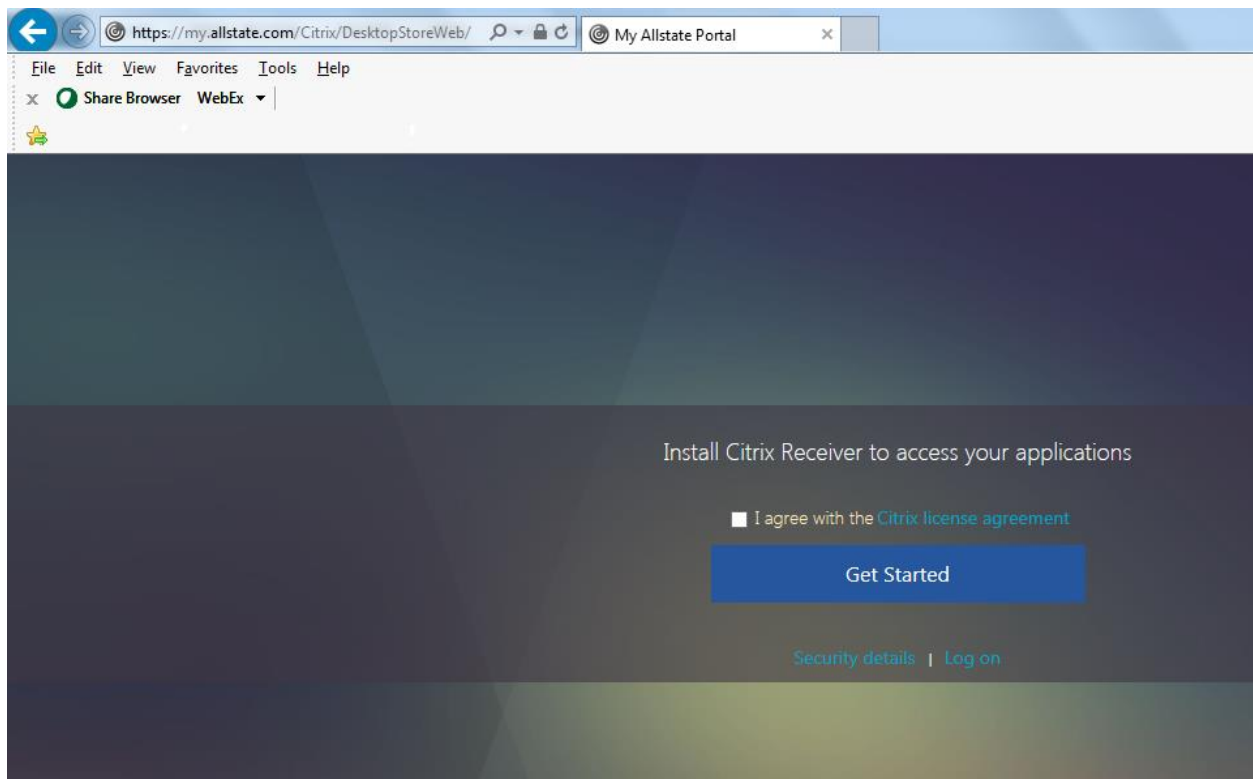 https://my.allstate.com/Citrix/DesktopStoreWeb/ My Allstate Portal
File Edit View Favorites Tools Help
Share Browser WebEx
Install Citrix Receiver to access your applications
I agree with the Citrix license agreement
Get Started
Security details | Log on